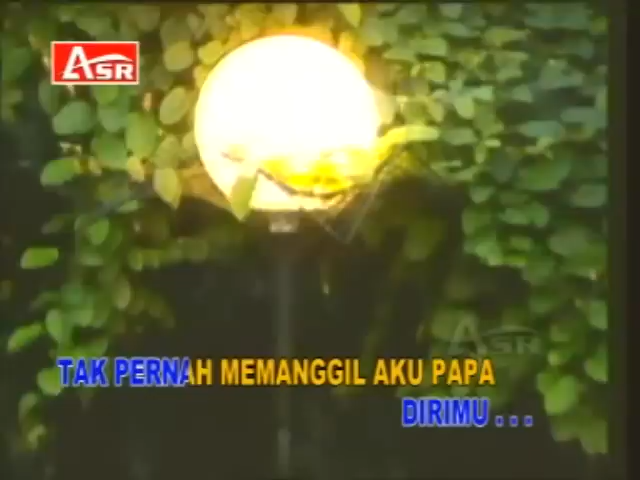 ASR
ASR
TAK PERNAH MEMANGGIL AKU PAPA
DIRIMU . . .